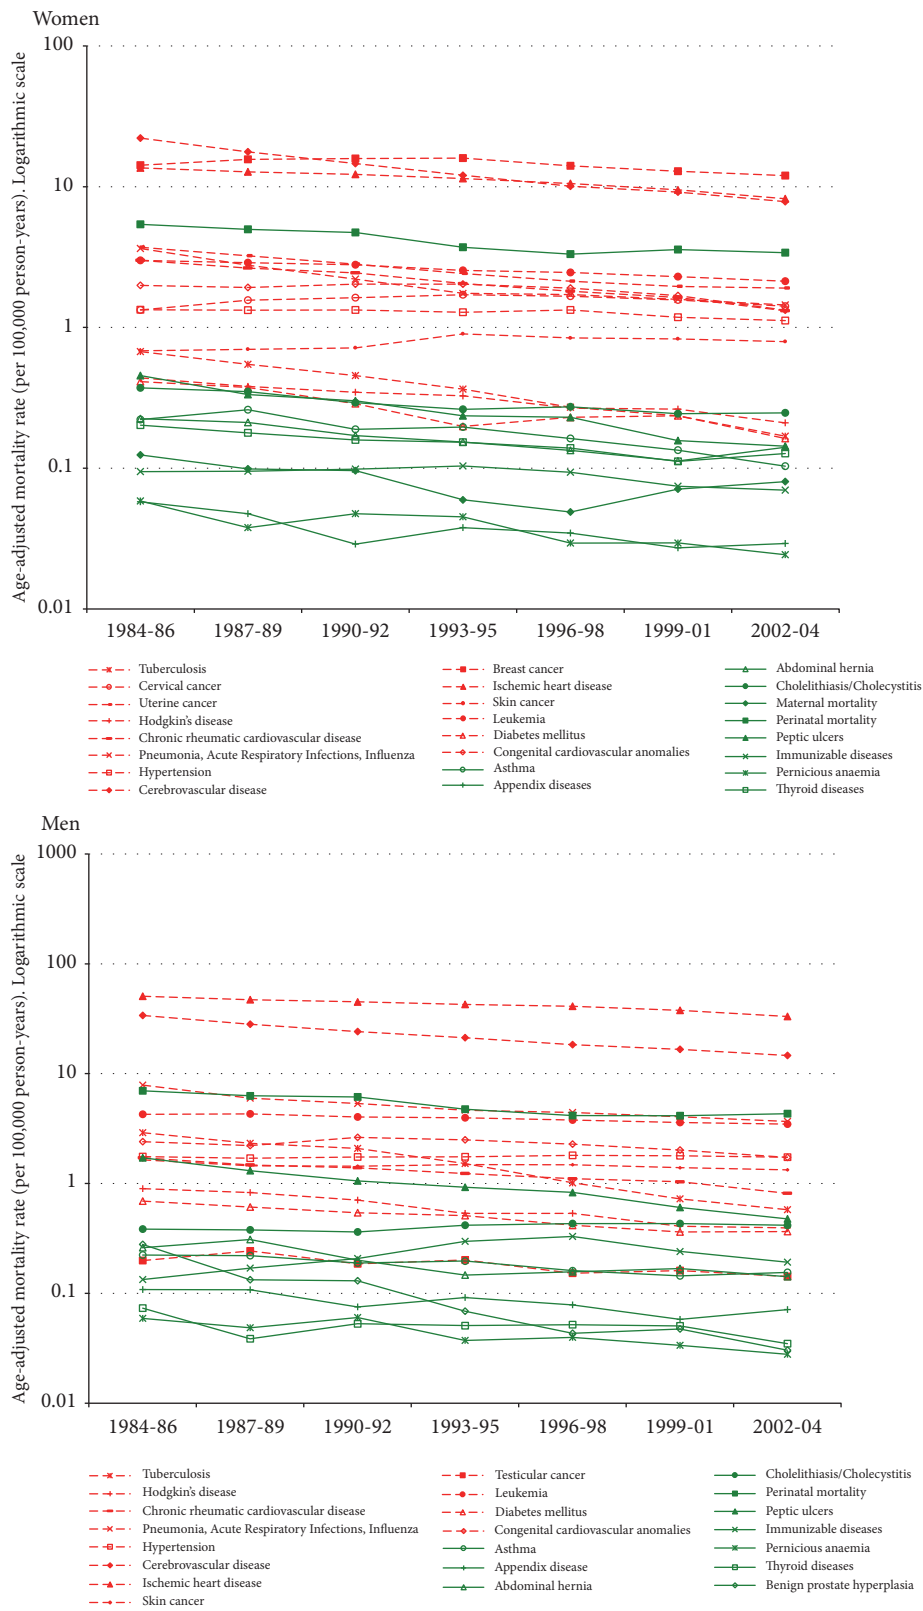 Women
Age-adjusted mortality rate (per 100,000 person-years). Logarithmic scale
100
10
1
0.1
0.01
1984-86 1987-89 1990-92 1993-95 1996-98 1999-01 2002-04
Tuberculosis
Cervical cancer
Uterine cancer
Hodgkin's disease
Chronic rheumatic cardiovascular disease
Pneumonia, Acute Respiratory Infections, Influenza
Hypertension
Cerebrovascular disease
Breast cancer
Ischemic heart disease
Skin cancer
Leukemia
Diabetes mellitus
Congenital cardiovascular anomalies
Asthma
Appendix diseases
Abdominal hernia
Cholelithiasis/Cholecystitis
Maternal mortality
Perinatal mortality
Peptic ulcers
Immunizable diseases
Pernicious anaemia
Thyroid diseases
Men
Age-adjusted mortality rate (per 100,000 person-years). Logarithmic scale
1000
100
10
1
0.1
0.01
1984-86 1987-89 1990-92 1993-95 1996-98 1999-01 2002-04
Tuberculosis
Hodgkin's disease
Chronic rheumatic cardiovascular disease
Pneumonia, Acute Respiratory Infections, Influenza
Hypertension
Cerebrovascular disease
Ischemic heart disease
Skin cancer
Testicular cancer
Leukemia
Diabetes mellitus
Congenital cardiovascular anomalies
Asthma
Appendix disease
Abdominal hernia
Cholelithiasis/Cholecystitis
Perinatal mortality
Peptic ulcers
Immunizable diseases
Pernicious anaemia
Thyroid diseases
Benign prostate hyperplasia